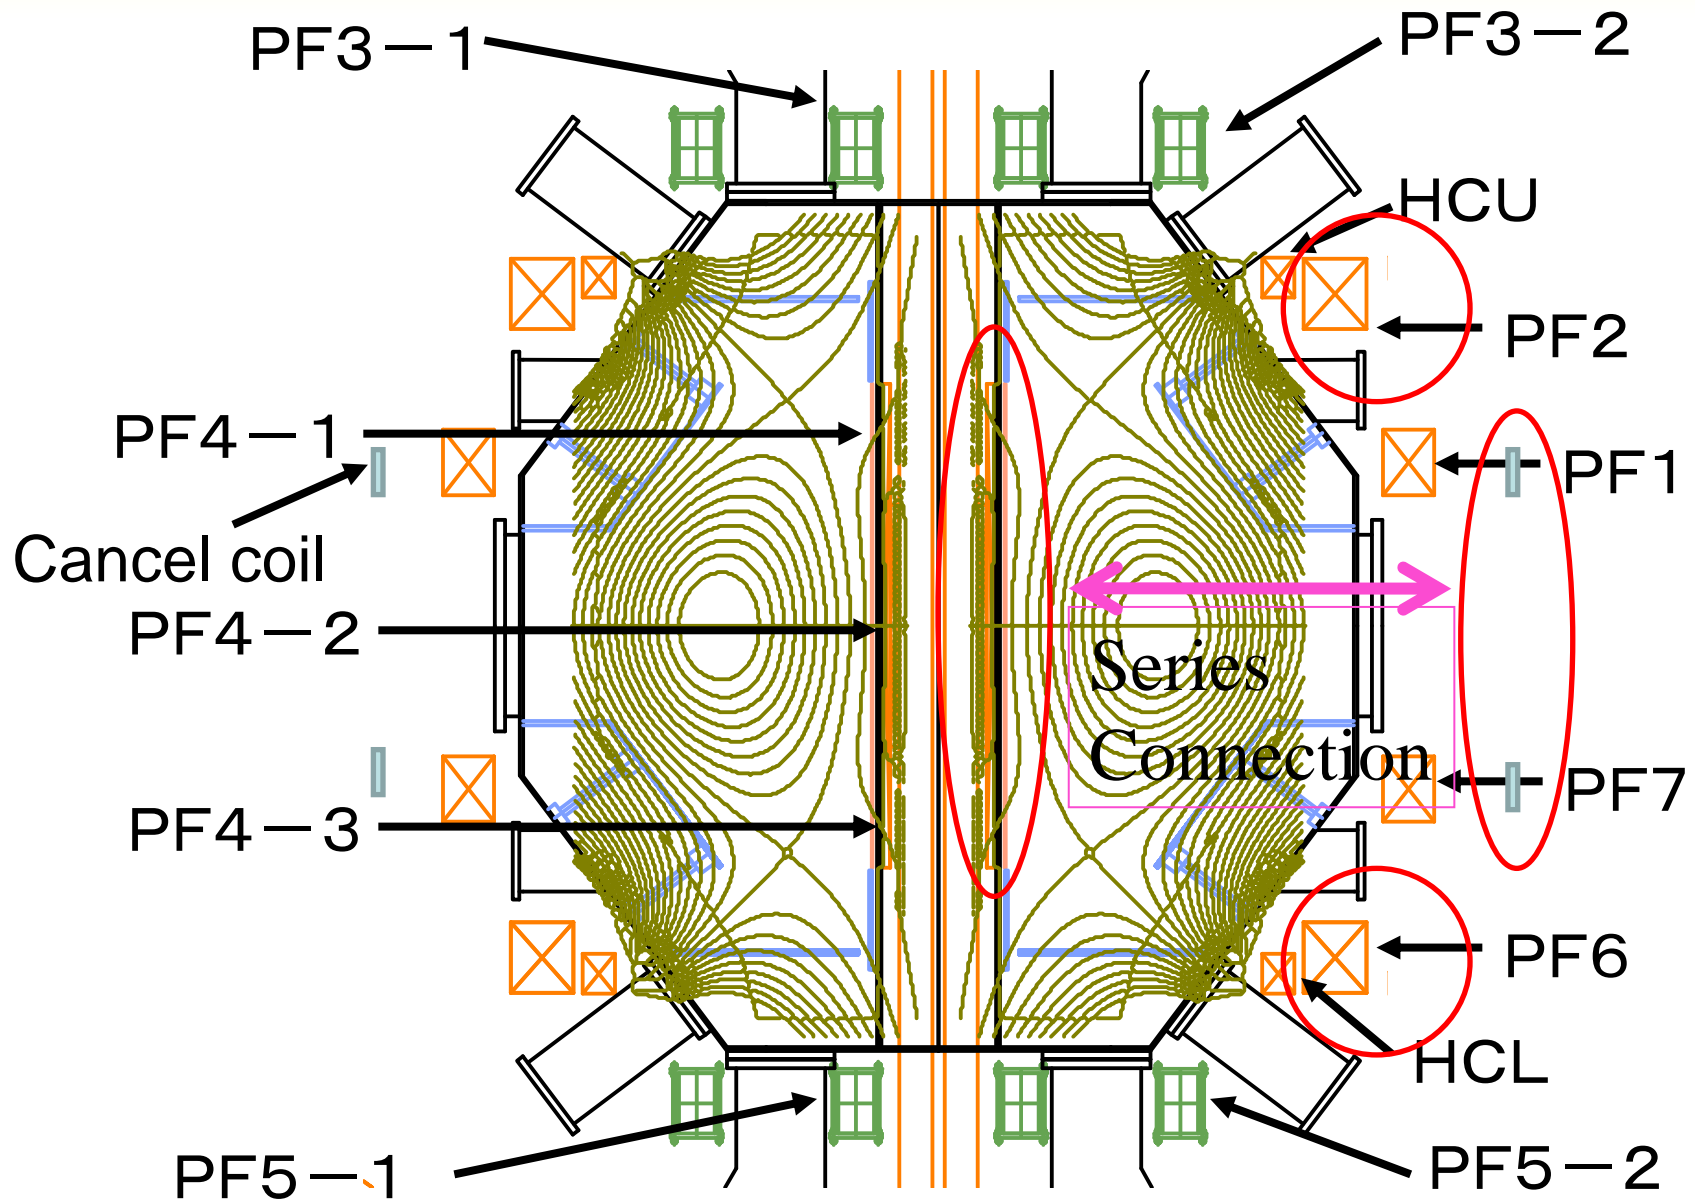 PF3－1
PF3－2
HCU
PF2
PF4－1
PF1
Cancel coil
PF4－2
Series
Connection
PF7
PF4－3
PF6
HCL
PF5－1
PF5－2